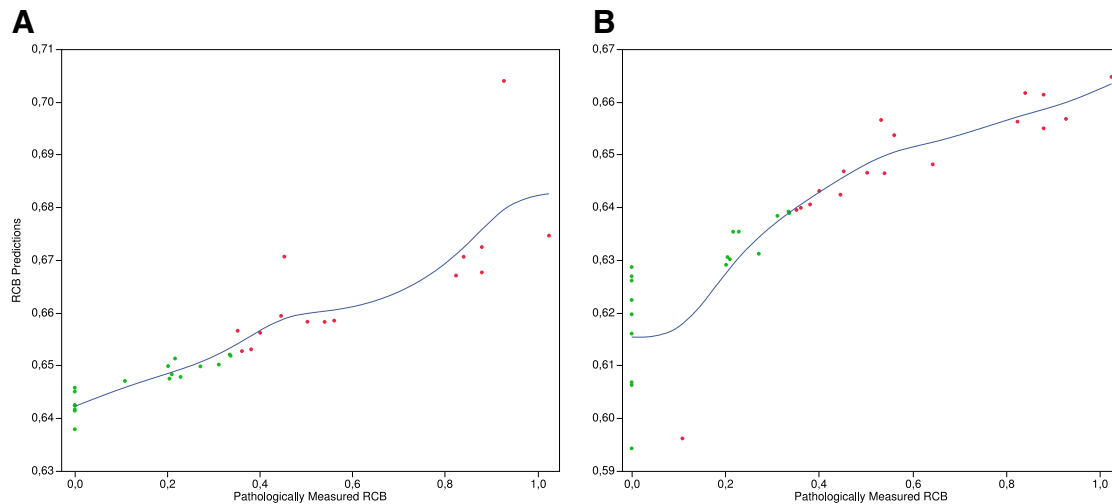 A
B
0,71
0,70
0,69
0,68
0,67
0,66
0,65
0,64
0,63
RCB Predictions
0,0 0,2 0,4 0,6 0,8 1,0
Pathologically Measured RCB
0,67
0,66
0,65
0,64
0,63
0,62
0,61
0,60
0,59
0,0 0,2 0,4 0,6 0,8 1,0
Pathologically Measured RCB